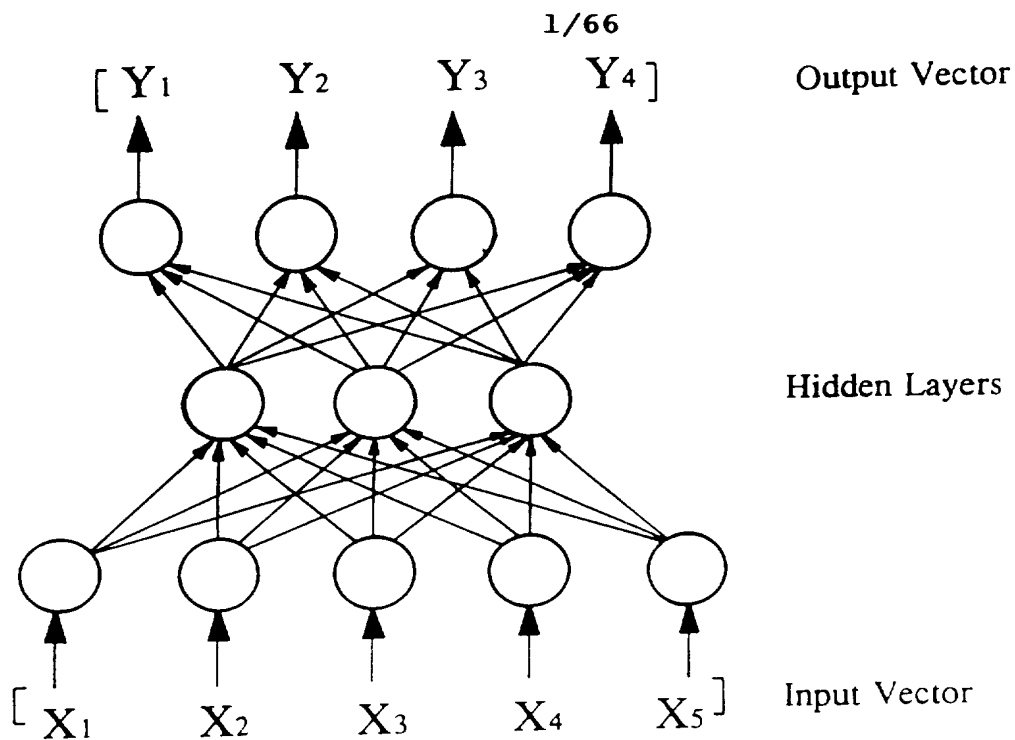 1/66
[ Y1 Y2 Y3 Y4 ] Output Vector
Hidden Layers
[ X1 X2 X3 X4 X5 ] Input Vector